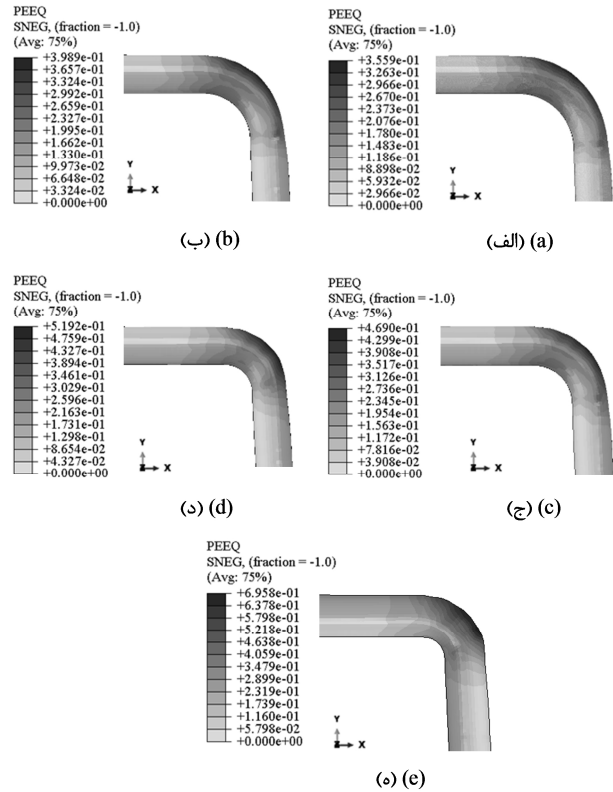 PEEQ
SNEG, (fraction = -1.0)
(Avg: 75%)
+3.559e-01
+3.263e-01
+2.966e-01
+2.670e-01
+2.373e-01
+2.076e-01
+1.780e-01
+1.483e-01
+1.186e-01
+8.898e-02
+5.932e-02
+2.966e-02
+0.000e+00
Y
X
(الف) (a)
PEEQ
SNEG, (fraction = -1.0)
(Avg: 75%)
+3.989e-01
+3.657e-01
+3.324e-01
+2.992e-01
+2.659e-01
+2.327e-01
+1.995e-01
+1.662e-01
+1.330e-01
+9.973e-02
+6.648e-02
+3.324e-02
+0.000e+00
Y
X
(ب) (b)
PEEQ
SNEG, (fraction = -1.0)
(Avg: 75%)
+4.690e-01
+4.299e-01
+3.908e-01
+3.517e-01
+3.126e-01
+2.736e-01
+2.345e-01
+1.954e-01
+1.563e-01
+1.172e-01
+7.816e-02
+3.908e-02
+0.000e+00
Y
X
(ج) (c)
PEEQ
SNEG, (fraction = -1.0)
(Avg: 75%)
+5.192e-01
+4.759e-01
+4.327e-01
+3.894e-01
+3.461e-01
+3.029e-01
+2.596e-01
+2.163e-01
+1.731e-01
+1.298e-01
+8.654e-02
+4.327e-02
+0.000e+00
Y
X
(د) (d)
PEEQ
SNEG, (fraction = -1.0)
(Avg: 75%)
+6.958e-01
+6.378e-01
+5.798e-01
+5.218e-01
+4.638e-01
+4.059e-01
+3.479e-01
+2.899e-01
+2.319e-01
+1.739e-01
+1.160e-01
+5.798e-02
+0.000e+00
Y
X
(ه) (e)